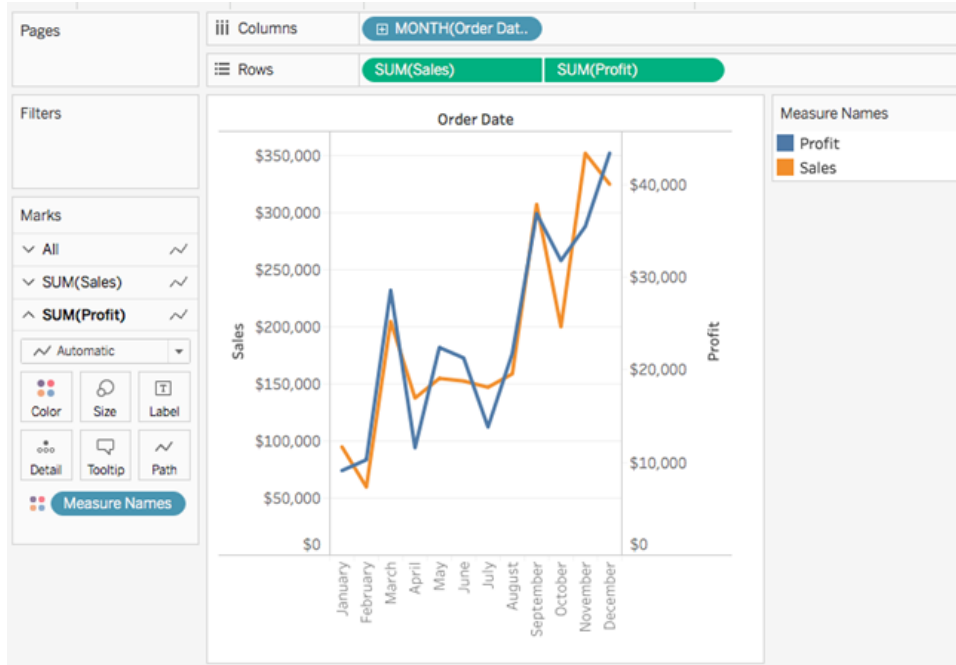 Pages
Columns
MONTH(Order Dat..
Rows
SUM(Sales)
SUM(Profit)
Filters
Marks
All
SUM(Sales)
SUM(Profit)
Automatic
Color
Size
Label
Detail
Tooltip
Path
Measure Names
Order Date
$350,000
$300,000
$250,000
$200,000
$150,000
$100,000
$50,000
$0
Sales
$40,000
$30,000
$20,000
$10,000
$0
Profit
January
February
March
April
May
June
July
August
September
October
November
December
Measure Names
Profit
Sales